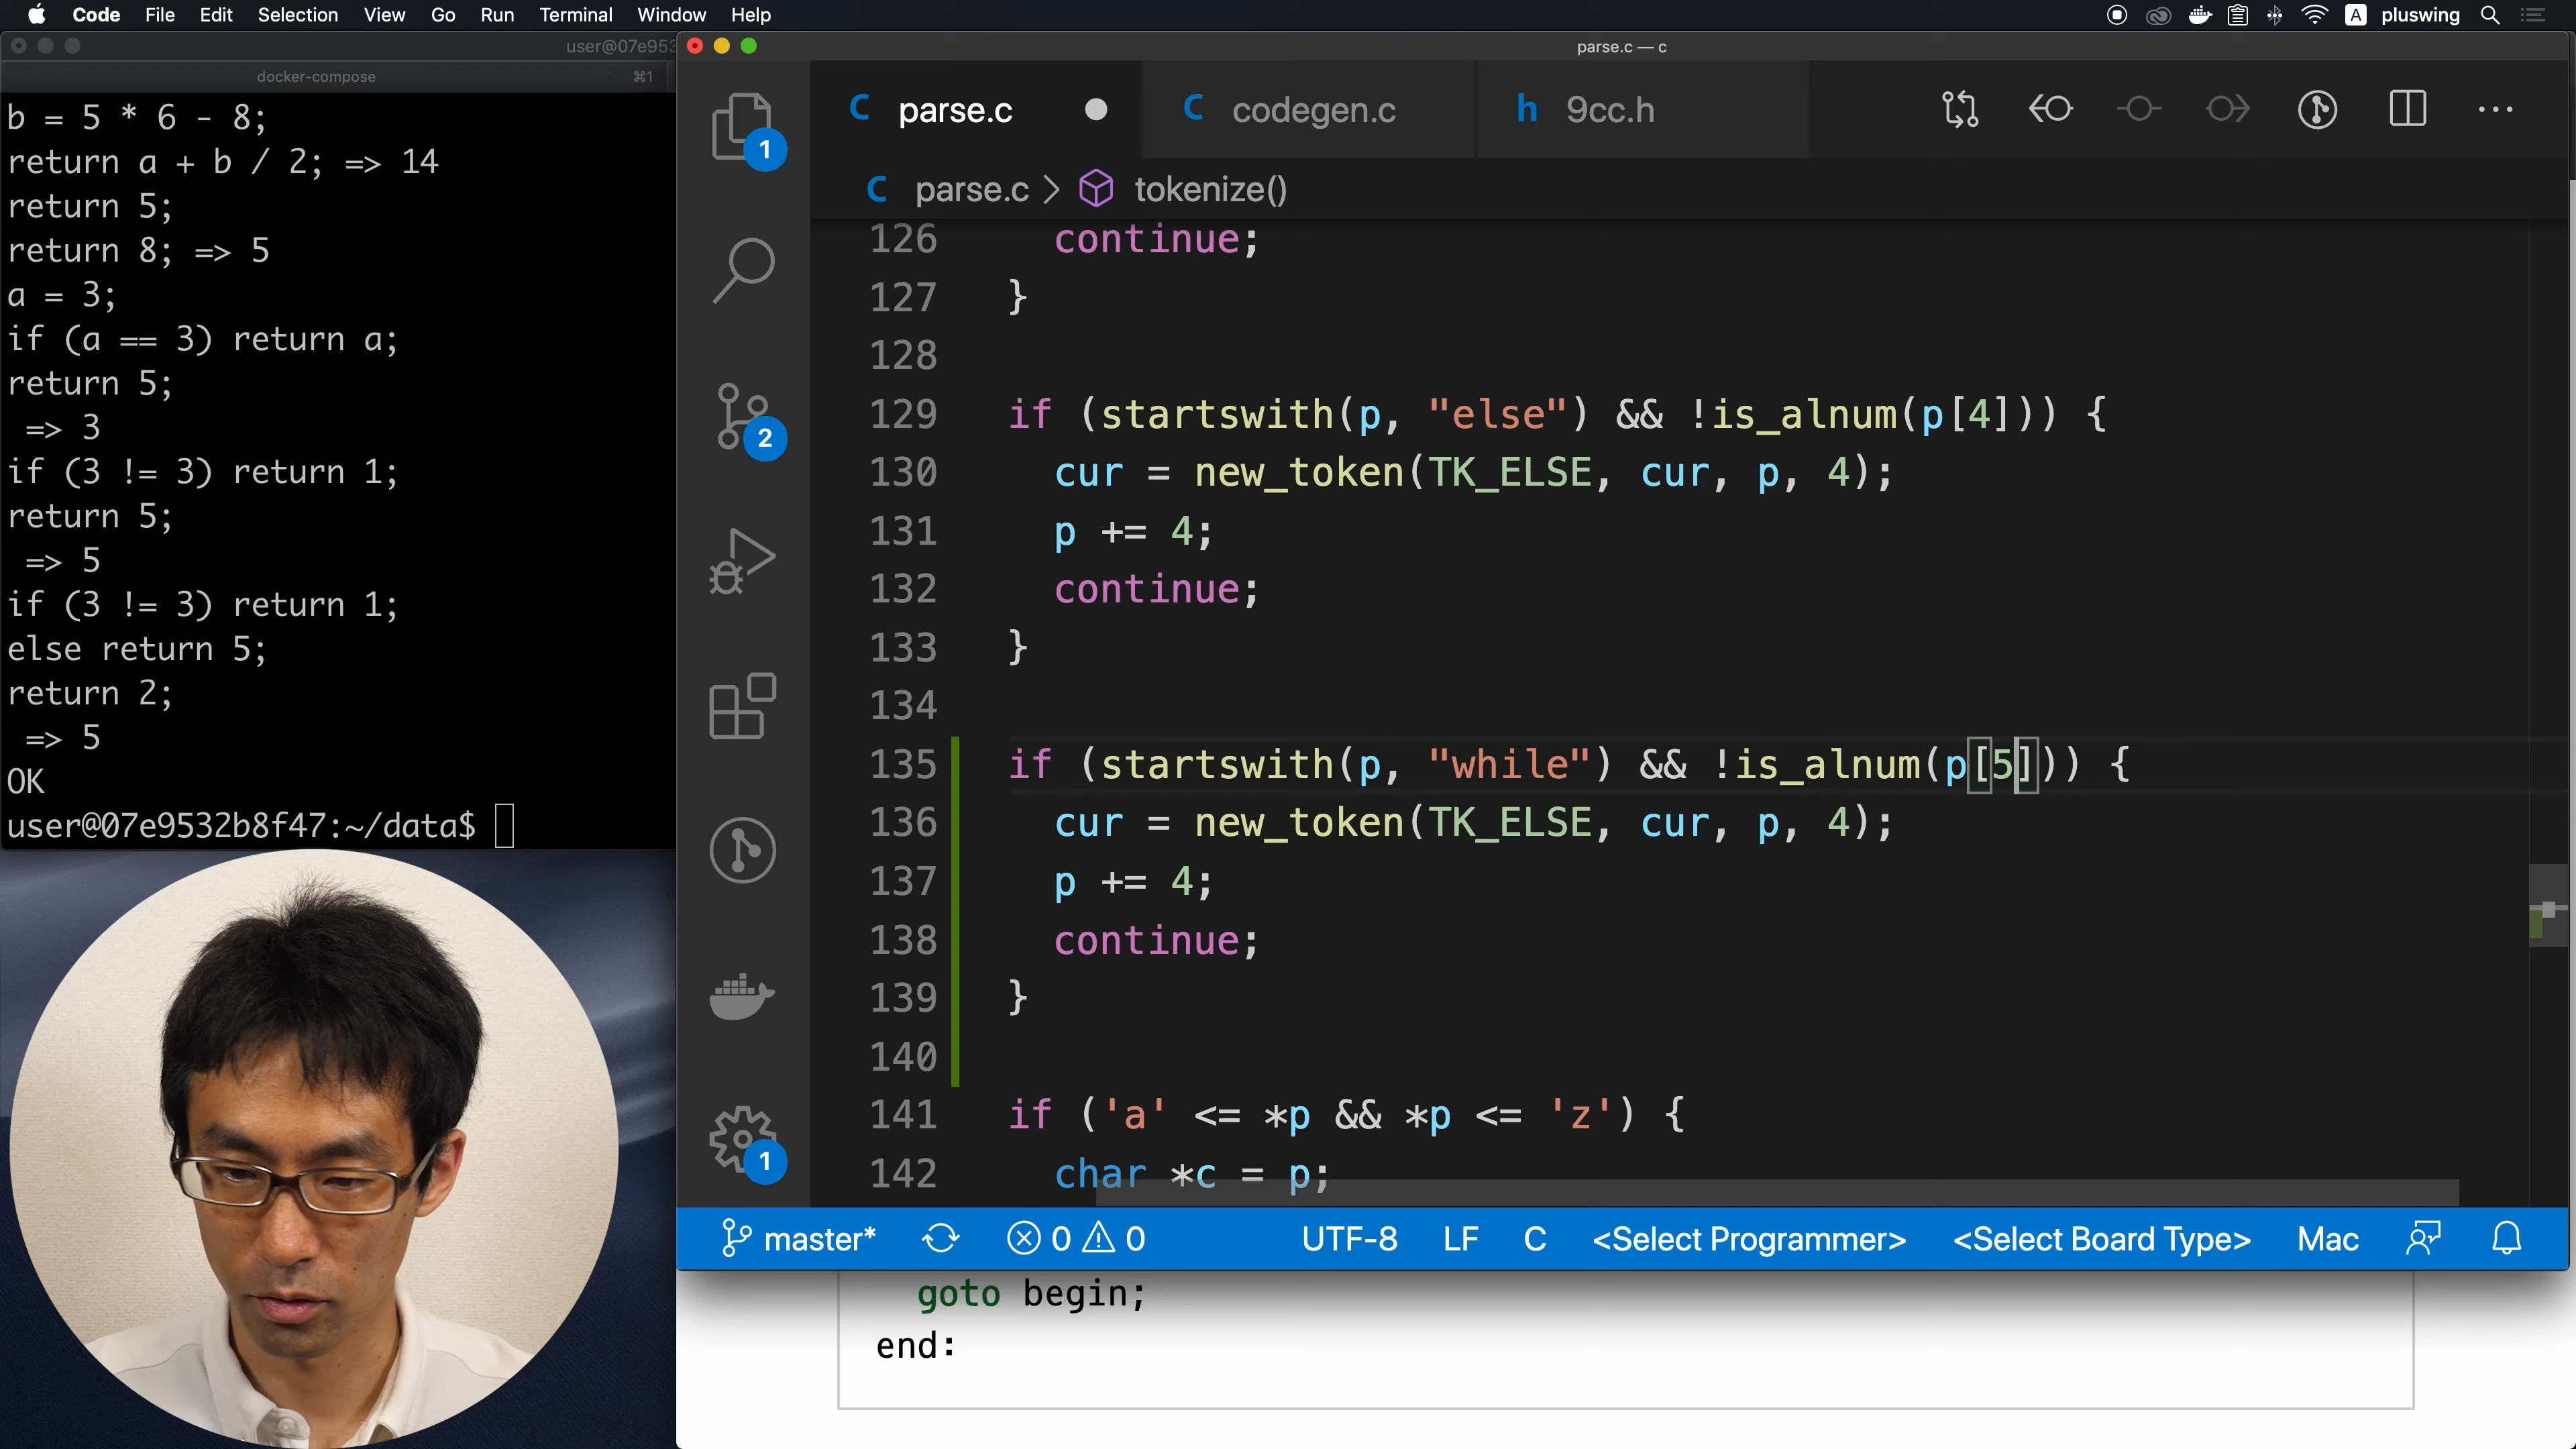 Code File Edit Selection View Go Run Terminal Window Help A pluswing
user@07e953
docker-compose ⌘1
b = 5 * 6 - 8;
return a + b / 2; => 14
return 5;
return 8; => 5
a = 3;
if (a == 3) return a;
return 5;
=> 3
if (3 != 3) return 1;
return 5;
=> 5
if (3 != 3) return 1;
else return 5;
return 2;
=> 5
OK
user@07e9532b8f47:~/data$
parse.c — c
C parse.c C codegen.c h 9cc.h
C parse.c > tokenize()
1
2
1
126 continue;
127 }
128
129 if (startswith(p, "else") && !is_alnum(p[4])) {
130 cur = new_token(TK_ELSE, cur, p, 4);
131 p += 4;
132 continue;
133 }
134
135 if (startswith(p, "while") && !is_alnum(p[5])) {
136 cur = new_token(TK_ELSE, cur, p, 4);
137 p += 4;
138 continue;
139 }
140
141 if ('a' <= *p && *p <= 'z') {
142 char *c = p;
master* 0 0 UTF-8 LF C <Select Programmer> <Select Board Type> Mac
goto begin;
end: